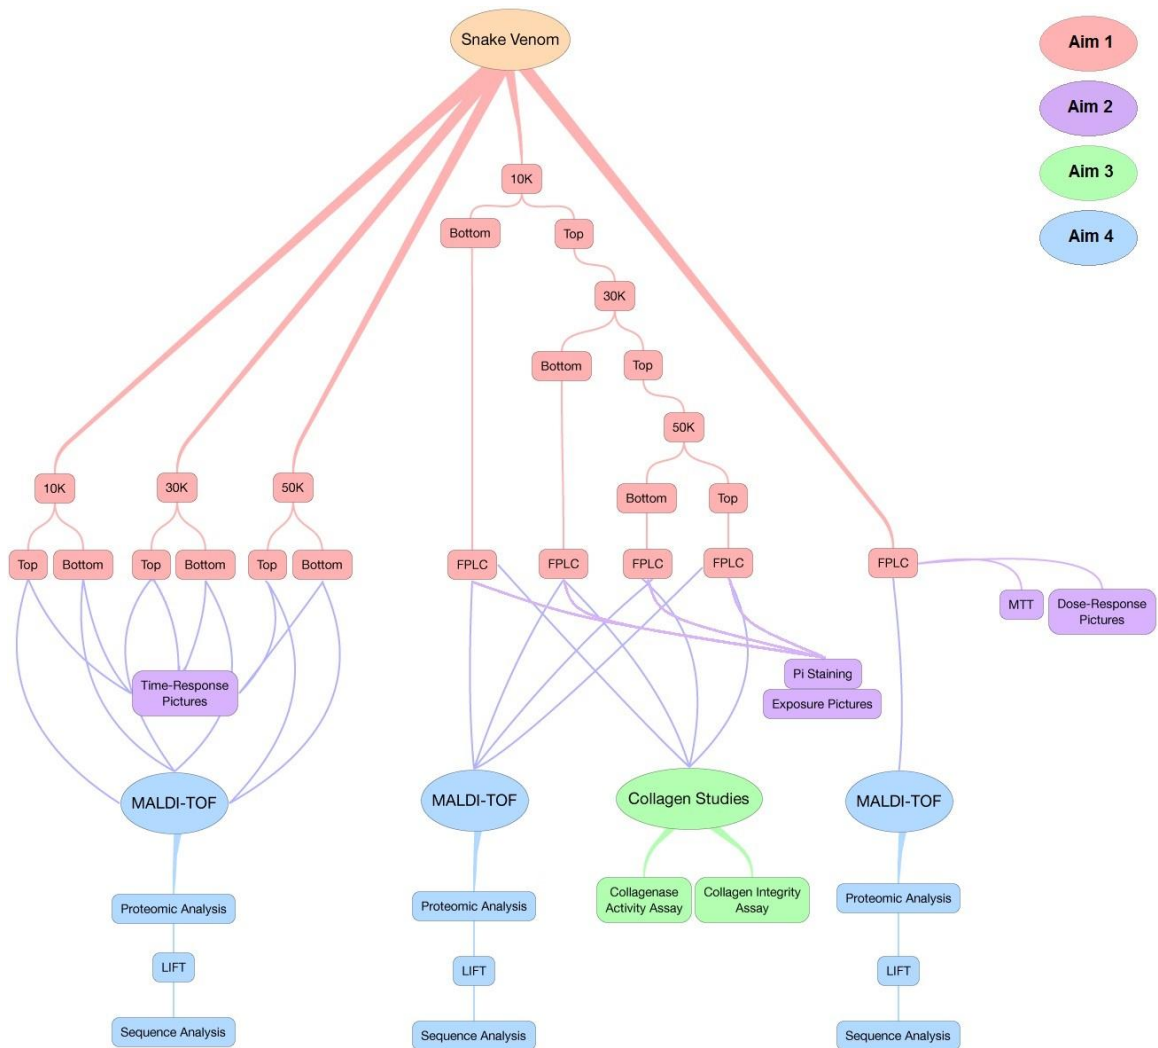 Snake Venom
Aim 1
Aim 2
Aim 3
Aim 4
10K
Bottom
Top
30K
Bottom
Top
50K
Bottom
Top
10K
30K
50K
Top
Bottom
Top
Bottom
Top
Bottom
FPLC
FPLC
FPLC
FPLC
FPLC
MTT
Dose-Response
Pictures
Time-Response
Pictures
Pi Staining
Exposure Pictures
MALDI-TOF
MALDI-TOF
Collagen Studies
MALDI-TOF
Proteomic Analysis
Proteomic Analysis
Collagenase
Activity Assay
Collagen Integrity
Assay
Proteomic Analysis
LIFT
LIFT
LIFT
Sequence Analysis
Sequence Analysis
Sequence Analysis